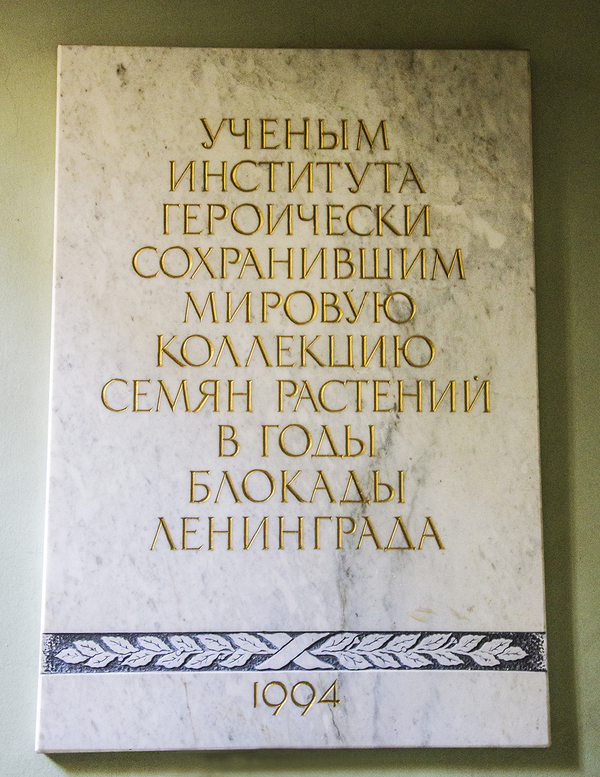 УЧЕНЫМ
ИНСТИТУТА
ГЕРОИЧЕСКИ
СОХРАНИВШИМ
МИРОВУЮ
КОЛЛЕКЦИЮ
СЕМЯН РАСТЕНИЙ
В ГОДЫ
БЛОКАДЫ
ЛЕНИНГРАДА
1994